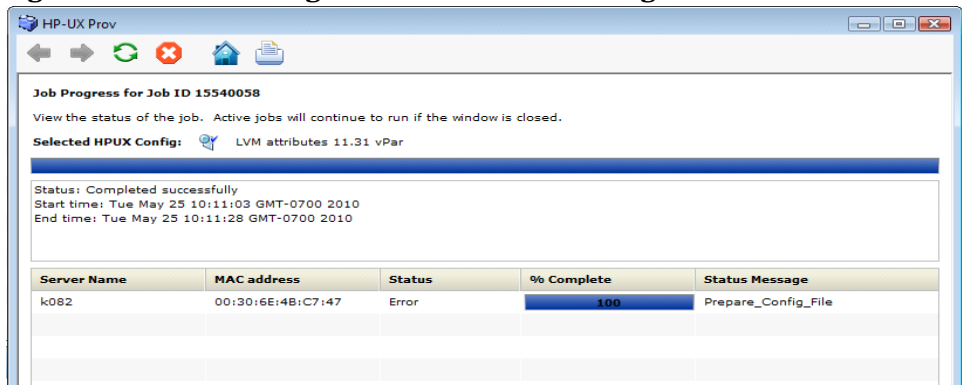 HP-UX Prov
Job Progress for Job ID 15540058
View the status of the job. Active jobs will continue to run if the window is closed.
Selected HPUX Config: LVM attributes 11.31 vPar
Status: Completed successfully
Start time: Tue May 25 10:11:03 GMT-0700 2010
End time: Tue May 25 10:11:28 GMT-0700 2010
Server Name MAC address Status % Complete Status Message
k082 00:30:6E:4B:C7:47 Error 100 Prepare_Config_File